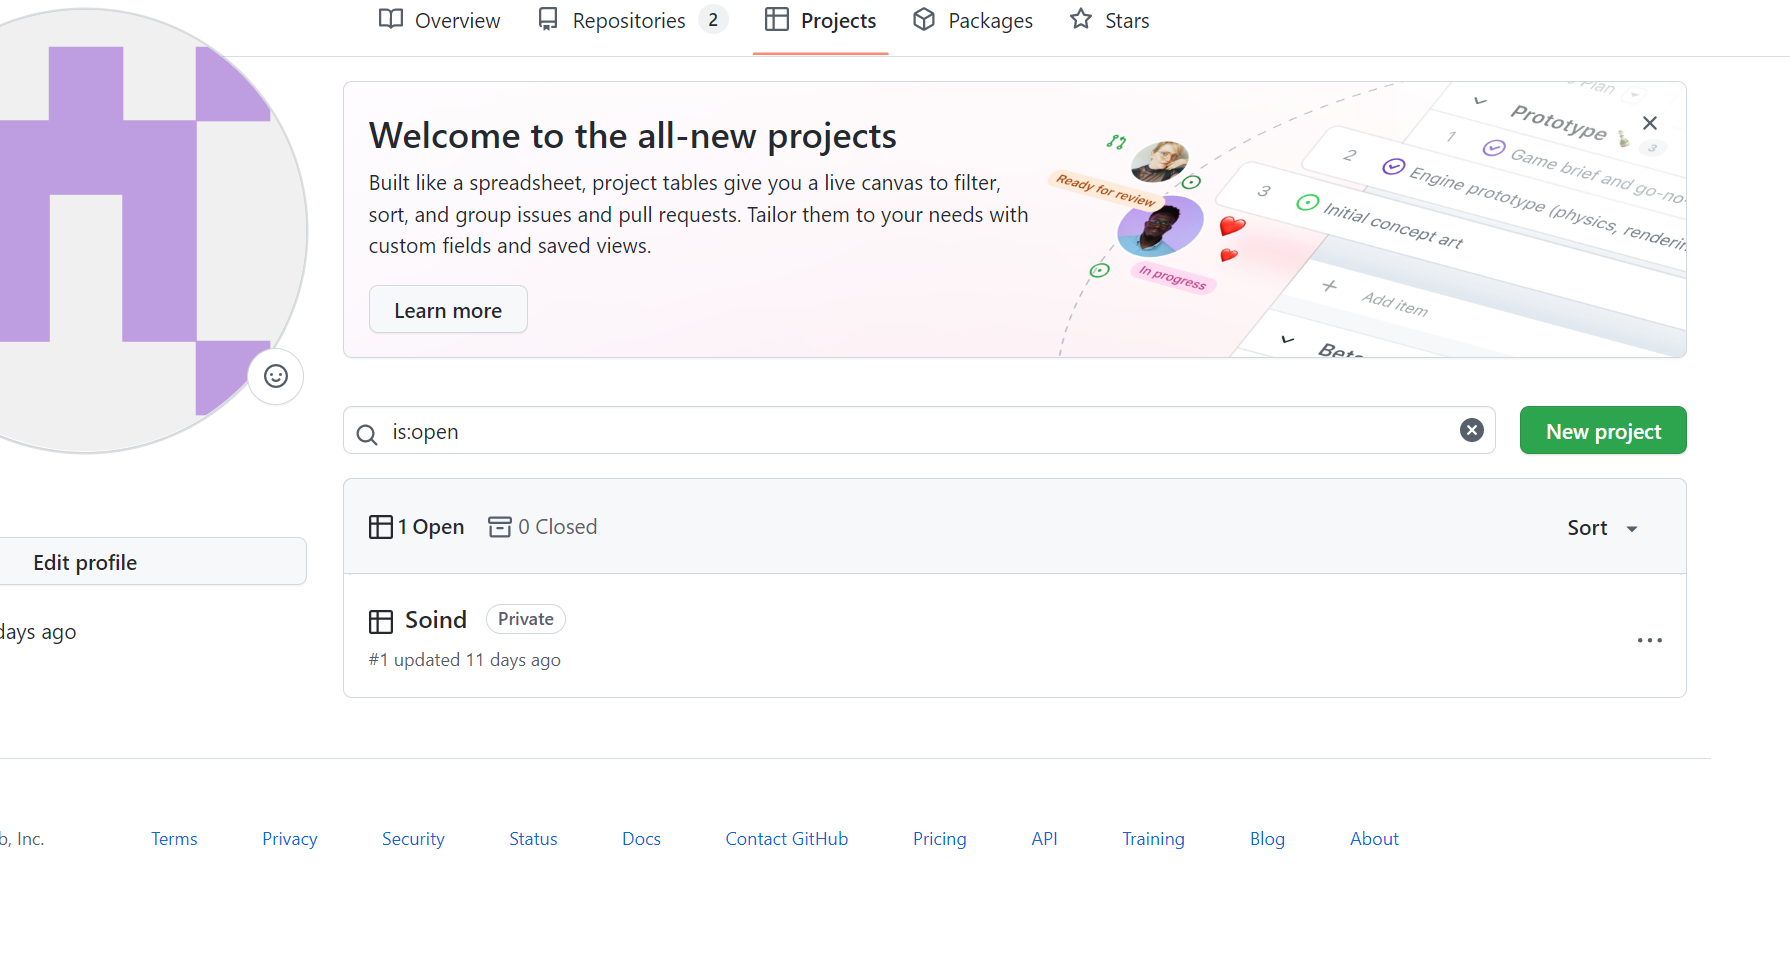 Overview Repositories 2 Projects Packages Stars
Welcome to the all-new projects
Built like a spreadsheet, project tables give you a live canvas to filter,
sort, and group issues and pull requests. Tailor them to your needs with
custom fields and saved views.
Learn more
Ready for review
In progress
Plan
Prototype 3
1 Game brief and go-no-
2 Engine prototype (physics, renderin
3 Initial concept art
+ Add item
Beta
is:open
New project
1 Open 0 Closed
Sort
Soind Private
#1 updated 11 days ago
Edit profile
days ago
b, Inc. Terms Privacy Security Status Docs Contact GitHub Pricing API Training Blog About